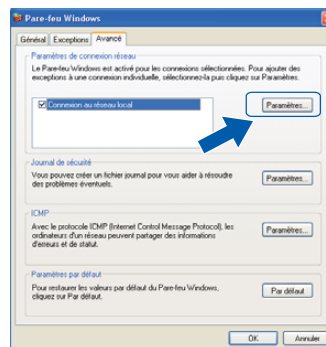 Pare-feu Windows
Général Exceptions Avancé
Paramètres de connexion réseau
Le Pare-feu Windows est activé pour les connexions sélectionnées. Pour ajouter des
exceptions à une connexion individuelle, sélectionnez-la puis cliquez sur Paramètres.
Connexion au réseau local
Paramètres...
Journal de sécurité
Vous pouvez créer un fichier journal pour vous aider à résoudre
des problèmes éventuels.
Paramètres...
ICMP
Avec le protocole ICMP (Internet Control Message Protocol), les
ordinateurs d'un réseau peuvent partager des informations
d'erreurs et de statut.
Paramètres...
Paramètres par défaut
Pour restaurer les valeurs par défaut du Pare-feu Windows,
cliquez sur Par défaut.
Par défaut
OK
Annuler